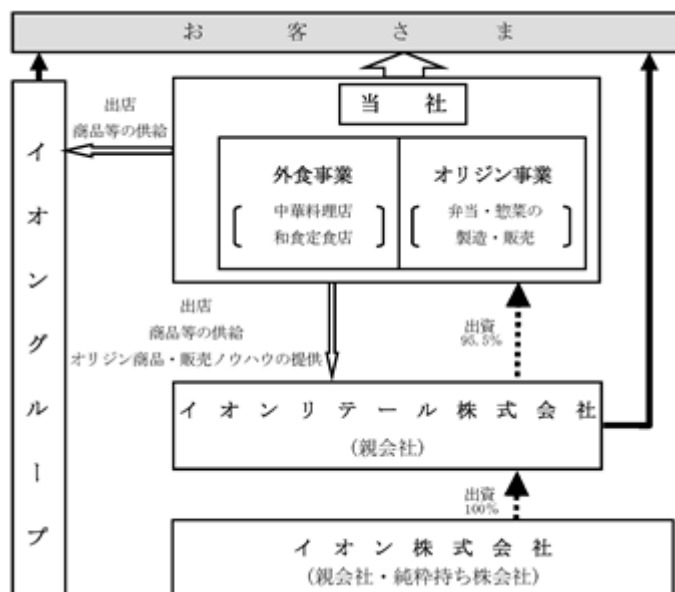 お客さま
当社
出店
商品等の供給
外食事業
中華料理店
和食定食店
オリジン事業
弁当・惣菜の
製造・販売
イオングループ
出店
商品等の供給
オリジン商品・販売ノウハウの提供
出資
95.5%
イオンリテール株式会社
(親会社)
出資
100%
イオン株式会社
(親会社・純粋持ち株会社)